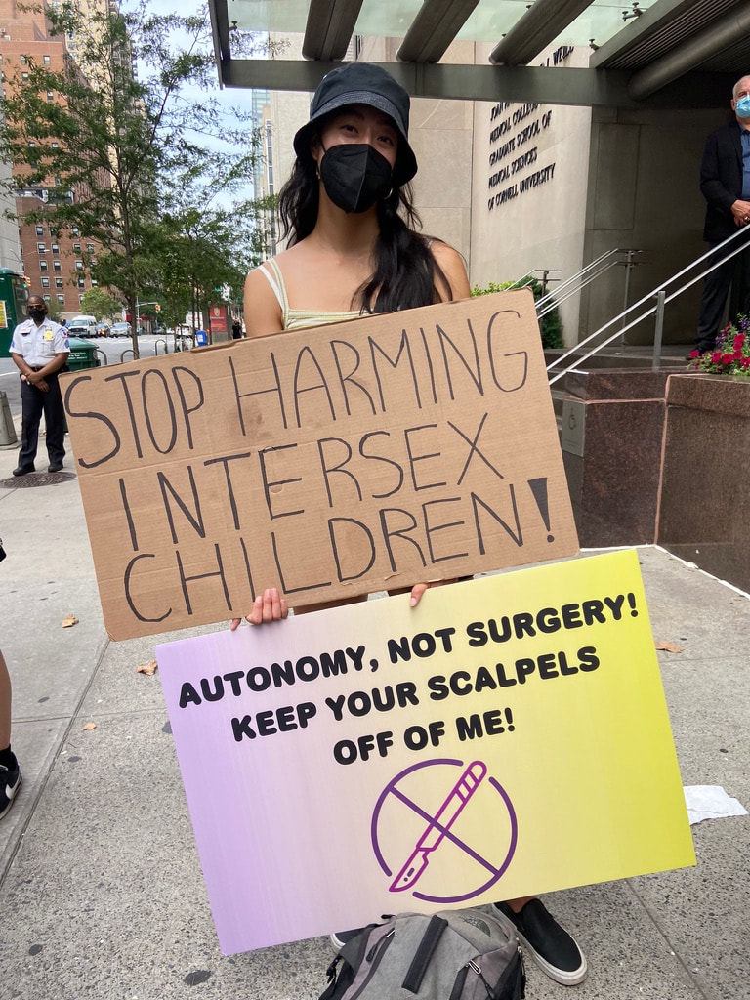 MEDICAL COLLEGE
GRADUATE SCHOOL OF
MEDICAL SCIENCES
OF CORNELL UNIVERSITY
STOP HARMING
INTERSEX
CHILDREN!
AUTONOMY, NOT SURGERY!
KEEP YOUR SCALPELS
OFF OF ME!